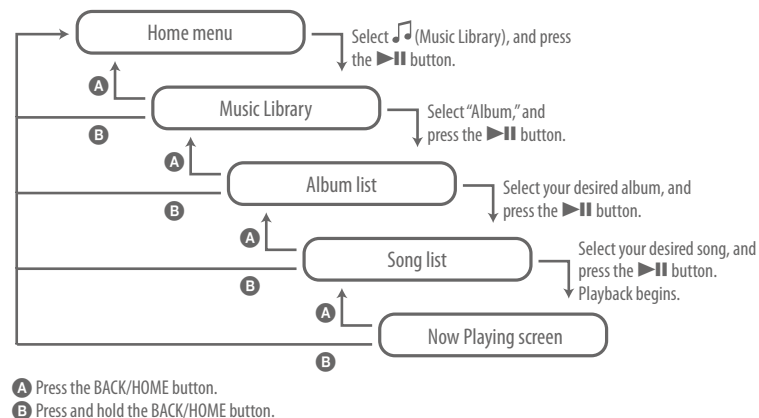 Home menu
Select ♫ (Music Library), and press
the ►II button.
A
Music Library
B
Select “Album,” and
press the ►II button.
A
Album list
B
Select your desired album, and
press the ►II button.
A
Song list
B
Select your desired song, and
press the ►II button.
Playback begins.
A
Now Playing screen
B
A Press the BACK/HOME button.
B Press and hold the BACK/HOME button.